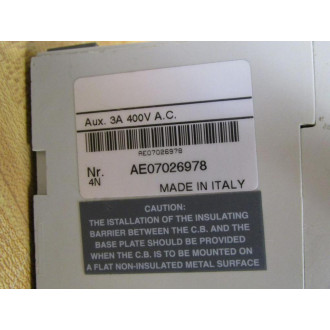 Aux. 3A 400V A.C.
AE07026978
Nr. AE07026978
4N
MADE IN ITALY
CAUTION:
THE ISTALLATION OF THE INSULATING
BARRIER BETWEEN THE C.B. AND THE
BASE PLATE SHOULD BE PROVIDED
WHEN THE C.B. IS TO BE MOUNTED ON
A FLAT NON-INSULATED METAL SURFACE